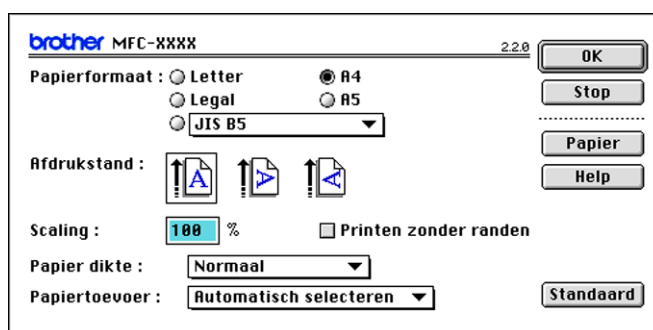 brother MFC-XXXX 2.2.0
OK
Papierformaat : Letter A4
Stop
Legal A5
JIS B5
Papier
Afdrukstand : A A A
Help
Scaling : 100 % Printen zonder randen
Papier dikte : Normaal
Papiertoevoer : Automatisch selecteren Standaard